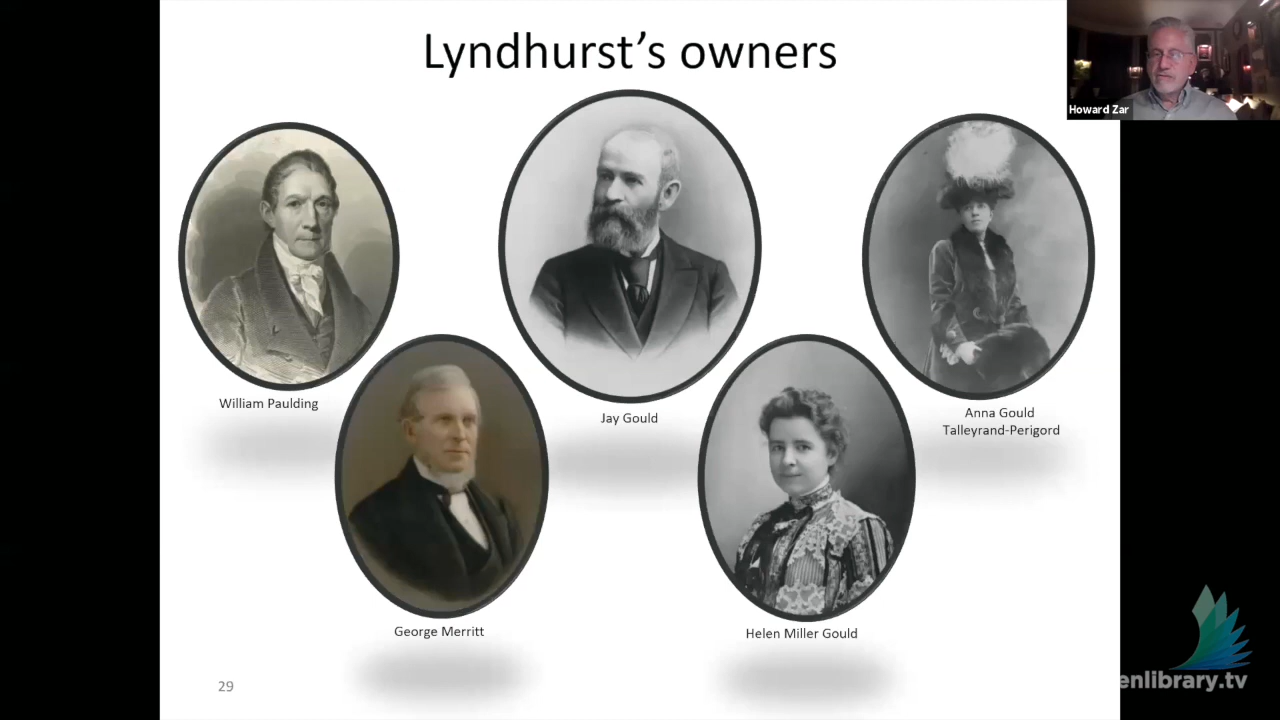 Lyndhurst’s owners
Howard Zar
William Paulding
Jay Gould
Anna Gould
Talleyrand-Perigord
George Merritt
Helen Miller Gould
29
enlibrary.tv